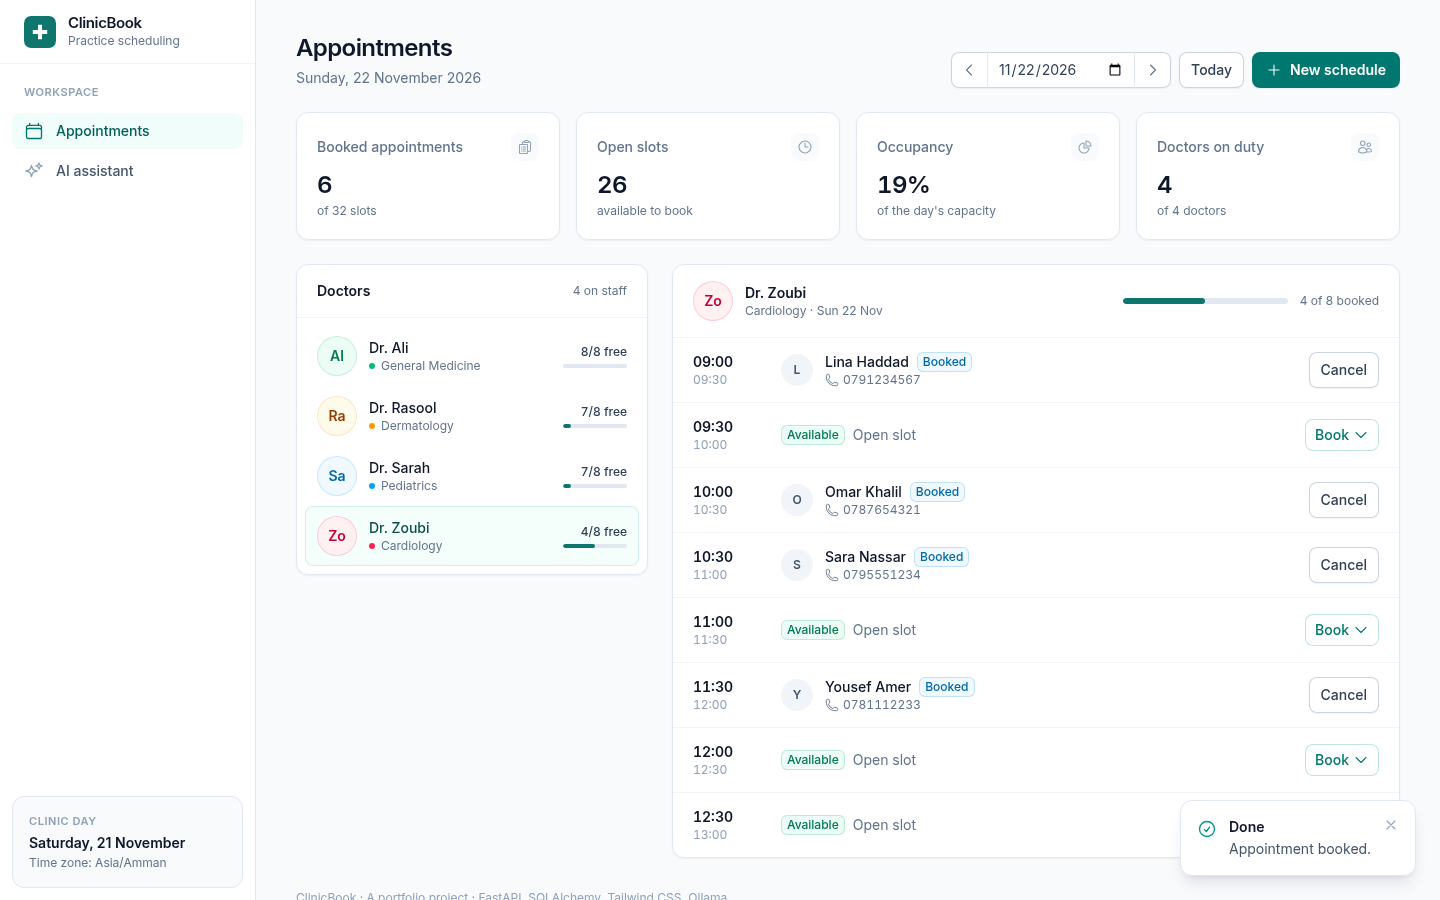 ClinicBook
Practice scheduling
WORKSPACE
Appointments
AI assistant
CLINIC DAY
Saturday, 21 November
Time zone: Asia/Amman
Appointments
Sunday, 22 November 2026
11/22/2026
Today
New schedule
Booked appointments
6
of 32 slots
Open slots
26
available to book
Occupancy
19%
of the day's capacity
Doctors on duty
4
of 4 doctors
Doctors
4 on staff
Al
Dr. Ali
General Medicine
8/8 free
Ra
Dr. Rasool
Dermatology
7/8 free
Sa
Dr. Sarah
Pediatrics
7/8 free
Zo
Dr. Zoubi
Cardiology
4/8 free
Zo
Dr. Zoubi
Cardiology · Sun 22 Nov
4 of 8 booked
09:00
09:30
L
Lina Haddad Booked
0791234567
Cancel
09:30
10:00
Available Open slot
Book
10:00
10:30
O
Omar Khalil Booked
0787654321
Cancel
10:30
11:00
S
Sara Nassar Booked
0795551234
Cancel
11:00
11:30
Available Open slot
Book
11:30
12:00
Y
Yousef Amer Booked
0781112233
Cancel
12:00
12:30
Available Open slot
Book
12:30
13:00
Available Open slot
Done
Appointment booked.
ClinicBook · A portfolio project · FastAPI, SQLAlchemy, Tailwind CSS, Ollama